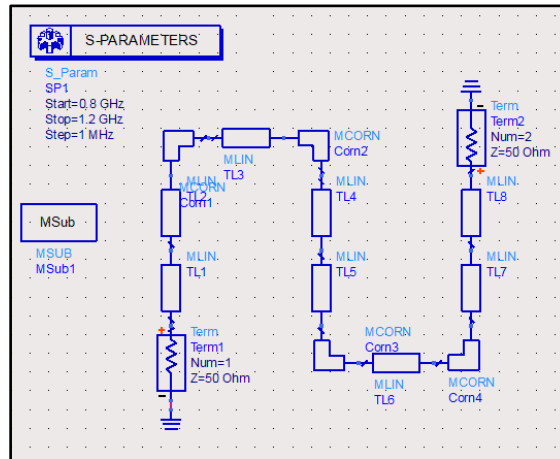 S-PARAMETERS
S_Param
SP1
Start=0.8 GHz
Stop=1.2 GHz
Step=1 MHz
MSub
MSUB
MSub1
MLIN
TL3
MCORN
Corn2
Term
Term2
Num=2
Z=50 Ohm
MLIN
TL2
MCORN
Corn1
MLIN
TL4
MLIN
TL8
MLIN
TL1
MLIN
TL5
MLIN
TL7
Term
Term1
Num=1
Z=50 Ohm
MCORN
Corn3
MLIN
TL6
MCORN
Corn4